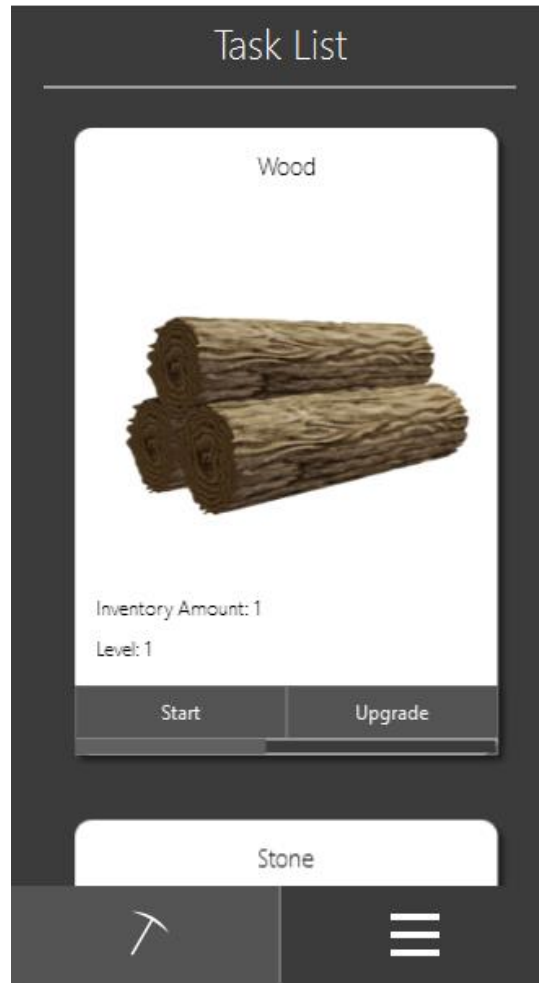 Task List
Wood
Inventory Amount: 1
Level: 1
Start Upgrade
Stone